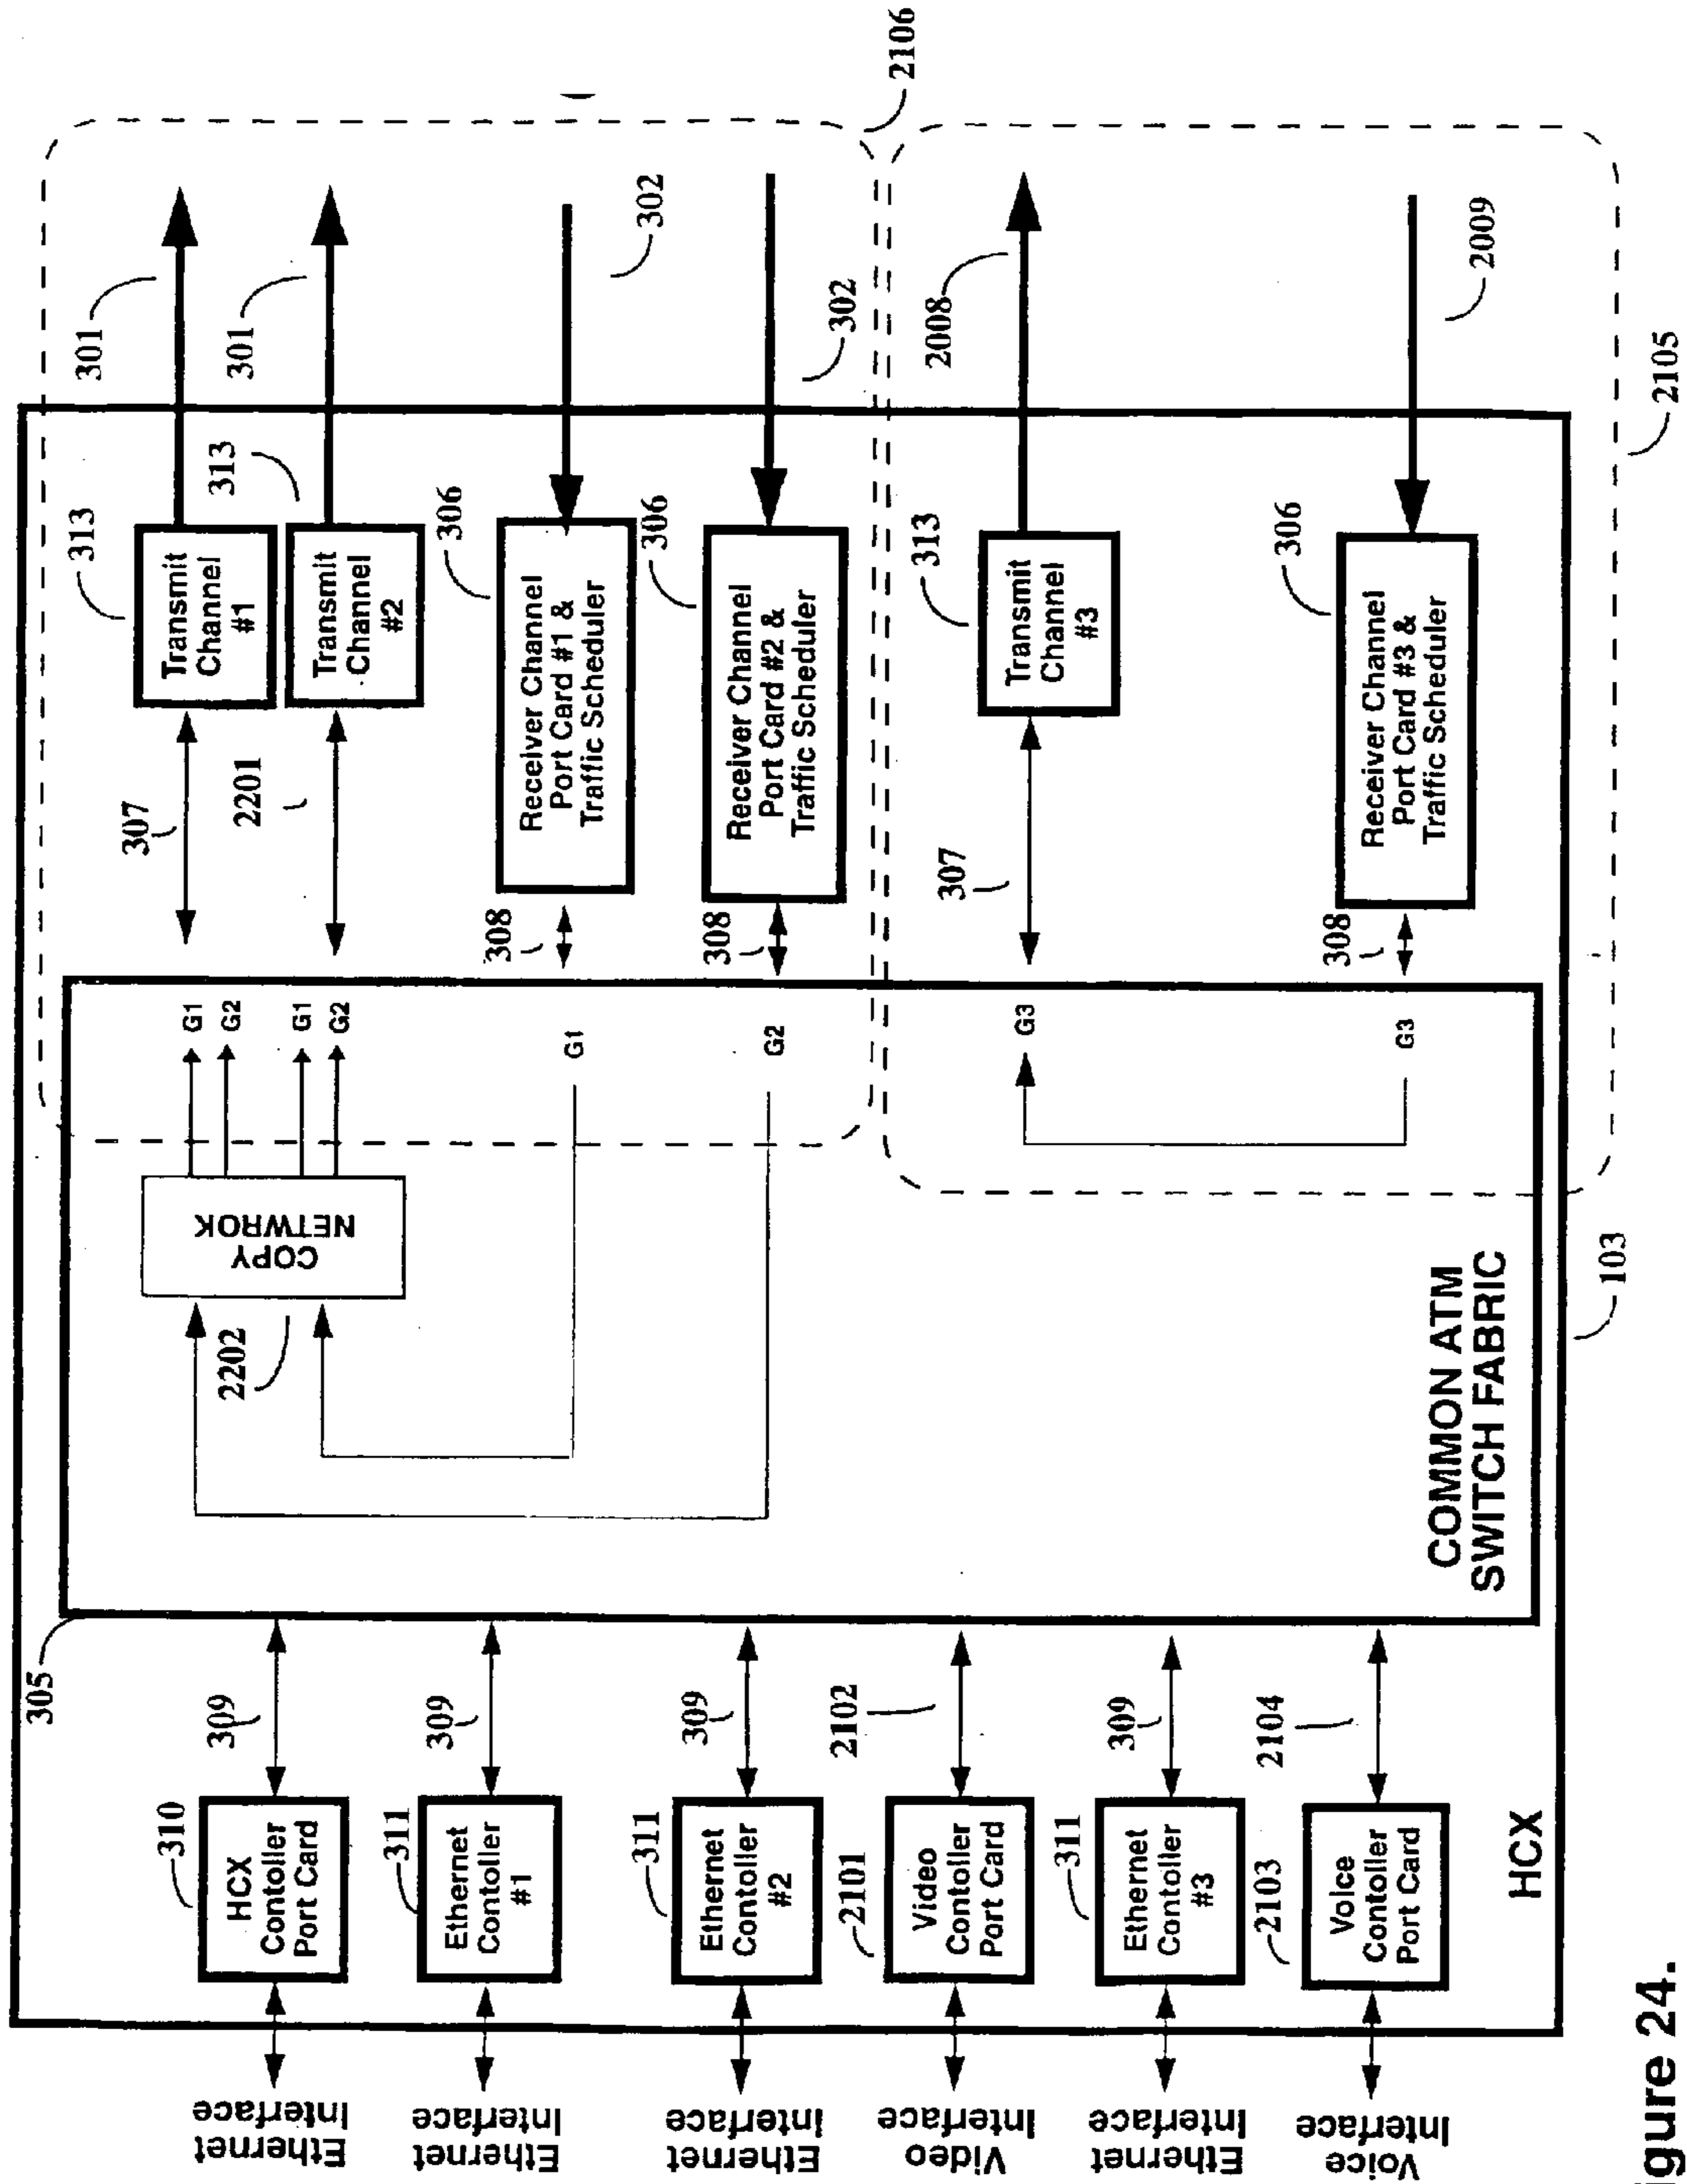 Ethernet
Interface
Ethernet
Interface
Ethernet
Interface
Video
Interface
Ethernet
Interface
Voice
Interface
310
HCX
Contoller
Port Card
309
311
Ethernet
Contoller
#1
309
311
Ethernet
Contoller
#2
309
2101
Video
Contoller
Port Card
2102
311
Ethernet
Contoller
#3
309
2103
Voice
Contoller
Port Card
2104
HCX
305
COPY
NETWROK
2202
G1
G2
G1
G2
G1
G2
G3
G3
COMMON ATM
SWITCH FABRIC
103
307
313
Transmit
Channel
#1
301
2201
313
Transmit
Channel
#2
301
308
306
Receiver Channel
Port Card #1 &
Traffic Scheduler
302
308
306
Receiver Channel
Port Card #2 &
Traffic Scheduler
302
2106
307
313
Transmit
Channel
#3
2008
308
306
Receiver Channel
Port Card #3 &
Traffic Scheduler
2009
2105
igure 24.